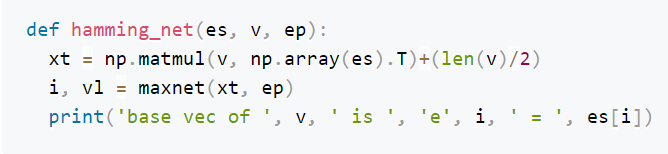 def hamming_net(es, v, ep):
  xt = np.matmul(v, np.array(es).T)+(len(v)/2)
  i, vl = maxnet(xt, ep)
  print('base vec of ', v, ' is ', 'e', i, ' = ', es[i])